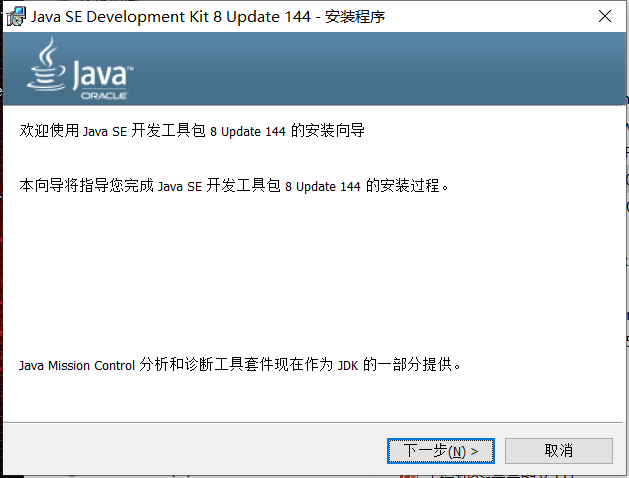 Java SE Development Kit 8 Update 144 - 安装程序
Java™
ORACLE
欢迎使用 Java SE 开发工具包 8 Update 144 的安装向导
本向导将指导您完成 Java SE 开发工具包 8 Update 144 的安装过程。
Java Mission Control 分析和诊断工具套件现在作为 JDK 的一部分提供。
下一步(N) >
取消